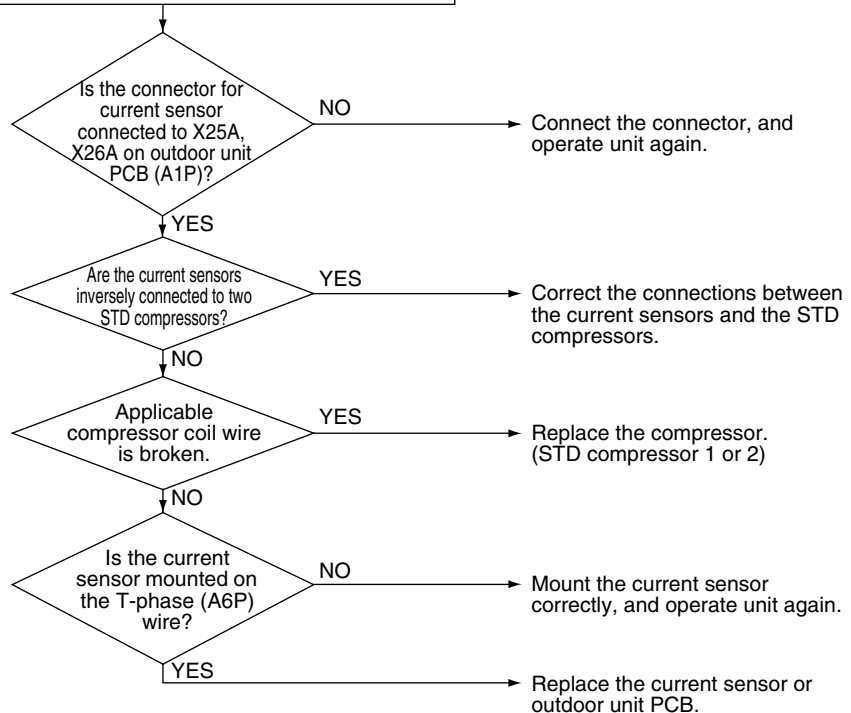 Is the connector for
current sensor
connected to X25A,
X26A on outdoor unit
PCB (A1P)?
NO
Connect the connector, and
operate unit again.
YES
Are the current sensors
inversely connected to two
STD compressors?
YES
Correct the connections between
the current sensors and the STD
compressors.
NO
Applicable
compressor coil wire
is broken.
YES
Replace the compressor.
(STD compressor 1 or 2)
NO
Is the current
sensor mounted on
the T-phase (A6P)
wire?
NO
Mount the current sensor
correctly, and operate unit again.
YES
Replace the current sensor or
outdoor unit PCB.